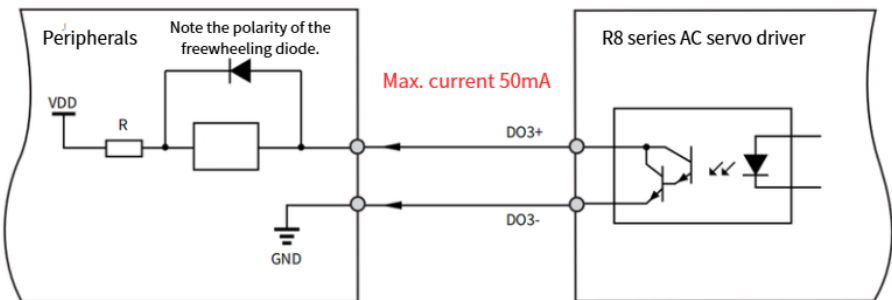 Peripherals
Note the polarity of the
freewheeling diode.
R8 series AC servo driver
Max. current 50mA
VDD
R
DO3+
DO3-
GND